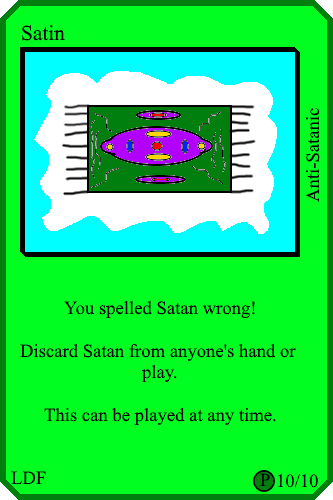 Satin
Anti-Satanic
You spelled Satan wrong!
Discard Satan from anyone's hand or
play.
This can be played at any time.
LDF
P 10/10